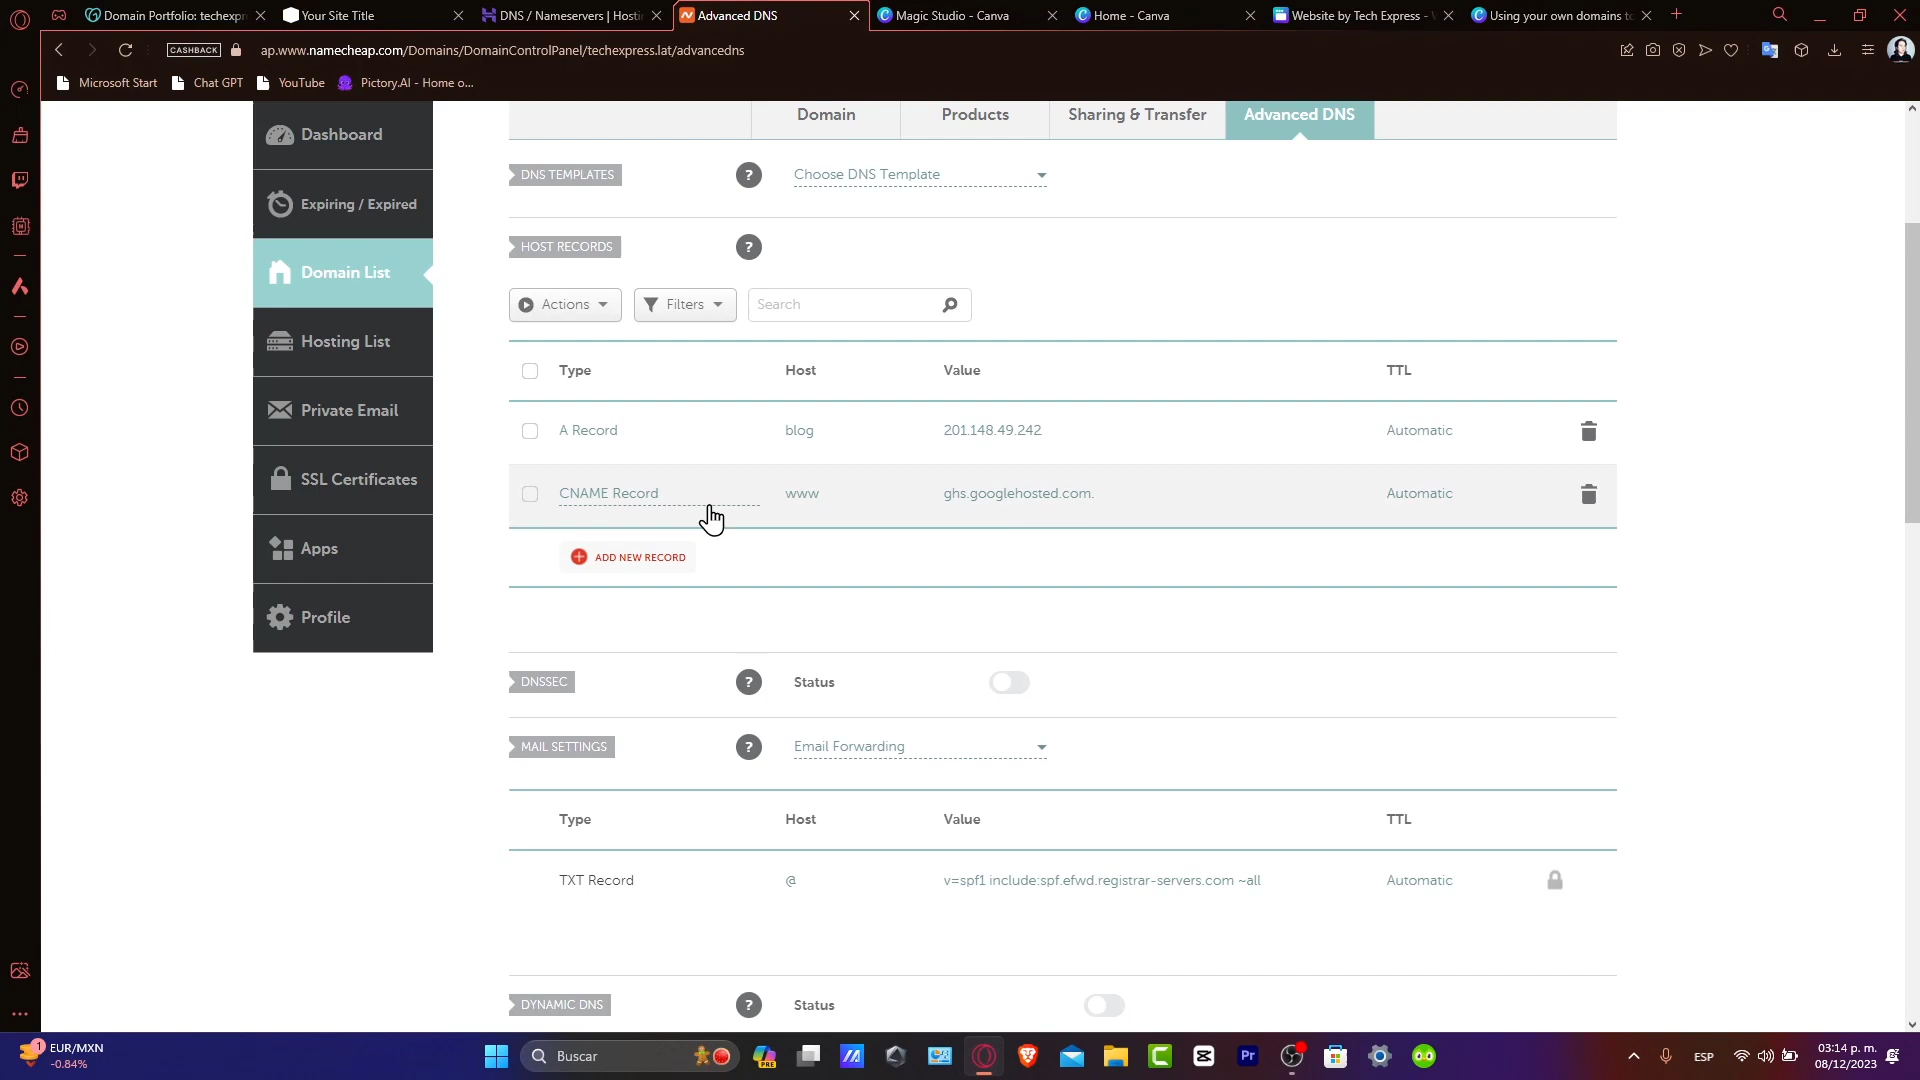 Domain Portfolio: techexpr
Your Site Title
DNS / Nameservers | Hostin
Advanced DNS
Magic Studio - Canva
Home - Canva
Website by Tech Express -
Using your own domains to
CASHBACK
ap.www.namecheap.com/Domains/DomainControlPanel/techexpress.lat/advancedns
Microsoft Start
Chat GPT
YouTube
Pictory.AI - Home o...
Dashboard
Expiring / Expired
Domain List
Hosting List
Private Email
SSL Certificates
Apps
Profile
Domain
Products
Sharing & Transfer
Advanced DNS
DNS TEMPLATES
?
Choose DNS Template
HOST RECORDS
?
Actions
Filters
Search
Type Host Value TTL
A Record blog 201.148.49.242 Automatic
CNAME Record www ghs.googlehosted.com. Automatic
ADD NEW RECORD
DNSSEC
?
Status
MAIL SETTINGS
?
Email Forwarding
Type Host Value TTL
TXT Record @ v=spf1 include:spf.efwd.registrar-servers.com ~all Automatic
DYNAMIC DNS
?
Status
1
EUR/MXN
-0.84%
Buscar
PRE
Pr
ESP
03:14 p. m.
08/12/2023